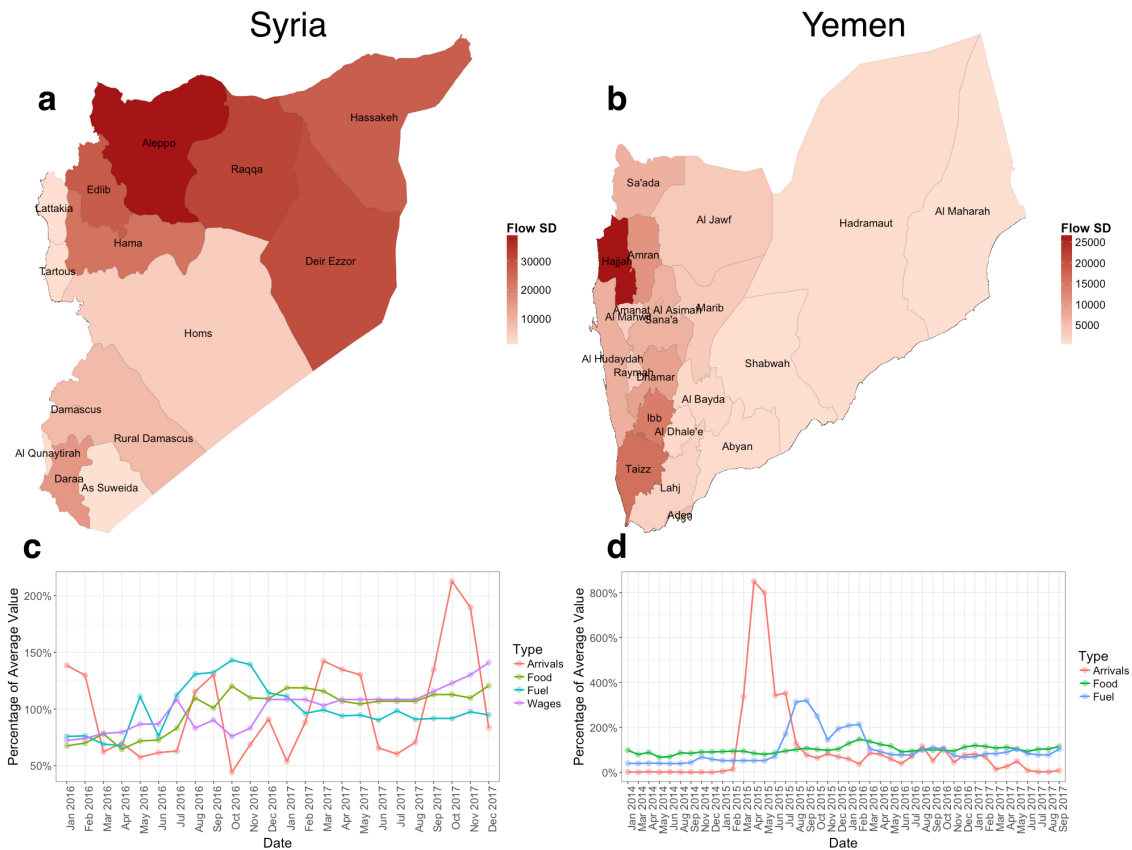 Syria
Yemen
a
b
Hassakeh
Aleppo
Raqqa
Edlib
Lattakia
Hama
Tartous
Deir Ezzor
Homs
Damascus
Rural Damascus
Al Qunaytirah
Daraa
As Suweida
Flow SD
30000
20000
10000
Sa'ada
Al Jawf
Hadramaut
Al Maharah
Hajjah
Amran
Amanat Al Asimah
Marib
Al Mahwit
Sana'a
Al Hudaydah
Raymah
Dhamar
Shabwah
Al Bayda
Ibb
Al Dhale'e
Abyan
Taizz
Lahj
Aden
Flow SD
25000
20000
15000
10000
5000
c
d
Percentage of Average Value
200%
150%
100%
50%
Jan 2016
Feb 2016
Mar 2016
Apr 2016
May 2016
Jun 2016
Jul 2016
Aug 2016
Sep 2016
Oct 2016
Nov 2016
Dec 2016
Jan 2017
Feb 2017
Mar 2017
Apr 2017
May 2017
Jun 2017
Jul 2017
Aug 2017
Sep 2017
Oct 2017
Nov 2017
Dec 2017
Date
Type
Arrivals
Food
Fuel
Wages
Percentage of Average Value
800%
600%
400%
200%
0%
Jan 2014
Feb 2014
Apr 2014
May 2014
Jun 2014
Aug 2014
Sep 2014
Nov 2014
Dec 2014
Jan 2015
Feb 2015
Mar 2015
Apr 2015
May 2015
Jun 2015
Jul 2015
Aug 2015
Sep 2015
Oct 2015
Nov 2015
Dec 2015
Jan 2016
Feb 2016
Mar 2016
Apr 2016
May 2016
Jun 2016
Jul 2016
Aug 2016
Sep 2016
Oct 2016
Nov 2016
Dec 2016
Jan 2017
Feb 2017
Mar 2017
Apr 2017
May 2017
Jun 2017
Jul 2017
Aug 2017
Sep 2017
Date
Type
Arrivals
Food
Fuel